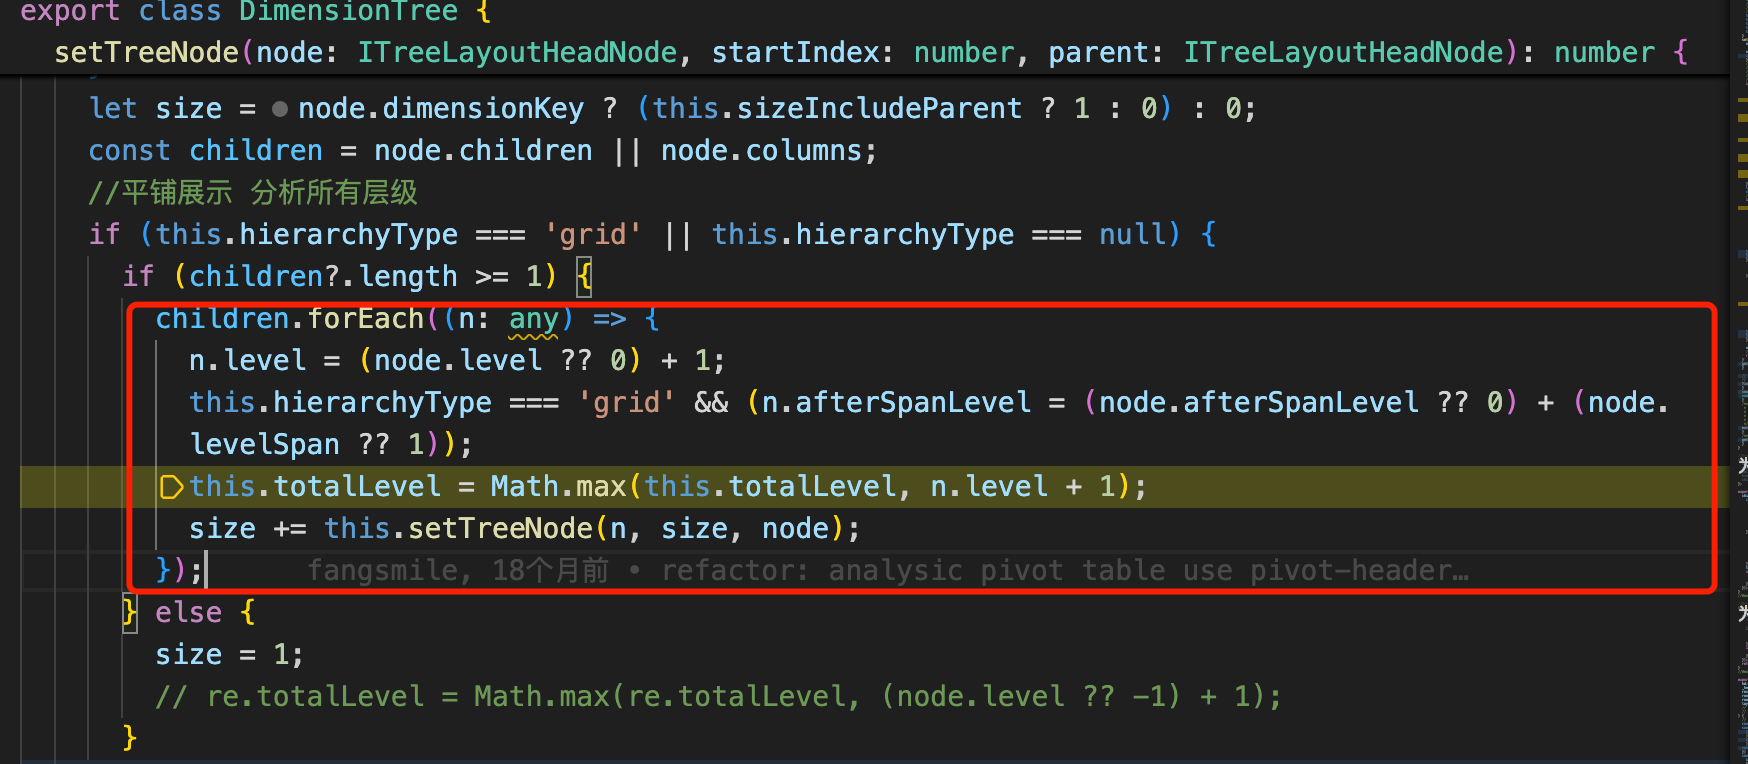 export class DimensionTree {
setTreeNode(node: ITreeLayoutHeadNode, startIndex: number, parent: ITreeLayoutHeadNode): number {
let size = node.dimensionKey ? (this.sizeIncludeParent ? 1 : 0) : 0;
const children = node.children || node.columns;
//平铺展示 分析所有层级
if (this.hierarchyType === 'grid' || this.hierarchyType === null) {
if (children?.length >= 1) {
children.forEach((n: any) => {
n.level = (node.level ?? 0) + 1;
this.hierarchyType === 'grid' && (n.afterSpanLevel = (node.afterSpanLevel ?? 0) + (node.
levelSpan ?? 1));
this.totalLevel = Math.max(this.totalLevel, n.level + 1);
size += this.setTreeNode(n, size, node);
}); fangsmile, 18个月前 • refactor: analysic pivot table use pivot-header…
} else {
size = 1;
// re.totalLevel = Math.max(re.totalLevel, (node.level ?? -1) + 1);
}